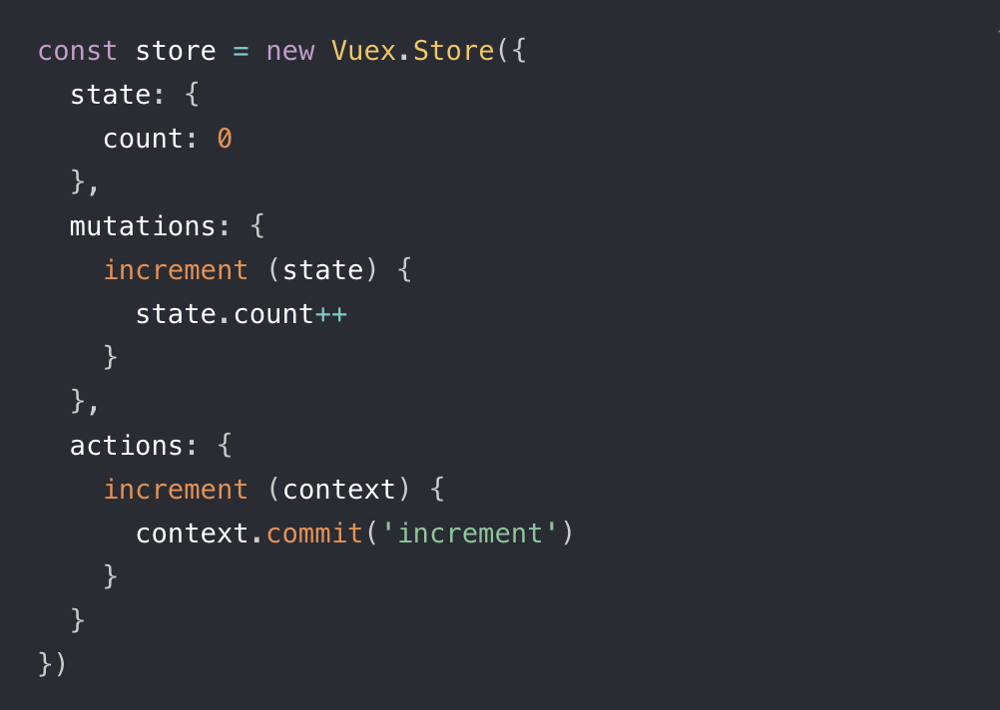 const store = new Vuex.Store({
  state: {
    count: 0
  },
  mutations: {
    increment (state) {
      state.count++
    }
  },
  actions: {
    increment (context) {
      context.commit('increment')
    }
  }
})